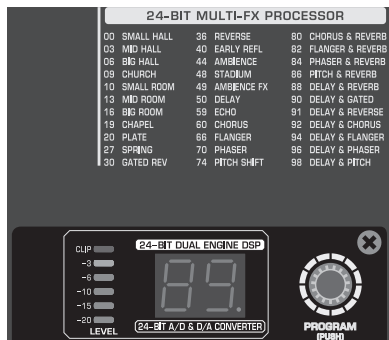 24-BIT MULTI-FX PROCESSOR
00 SMALL HALL 36 REVERSE 80 CHORUS & REVERB
03 MID HALL 40 EARLY REFL 82 FLANGER & REVERB
06 BIG HALL 44 AMBIENCE 84 PHASER & REVERB
09 CHURCH 48 STADIUM 86 PITCH & REVERB
10 SMALL ROOM 49 AMBIENCE FX 88 DELAY & REVERB
13 MID ROOM 50 DELAY 90 DELAY & GATED
16 BIG ROOM 59 ECHO 91 DELAY & REVERSE
19 CHAPEL 60 CHORUS 92 DELAY & CHORUS
20 PLATE 66 FLANGER 94 DELAY & FLANGER
27 SPRING 70 PHASER 96 DELAY & PHASER
30 GATED REV 74 PITCH SHIFT 98 DELAY & PITCH
CLIP
-3
-6
-10
-15
-20
LEVEL
24-BIT DUAL ENGINE DSP
89.
24-BIT A/D & D/A CONVERTER
PROGRAM
(PUSH)